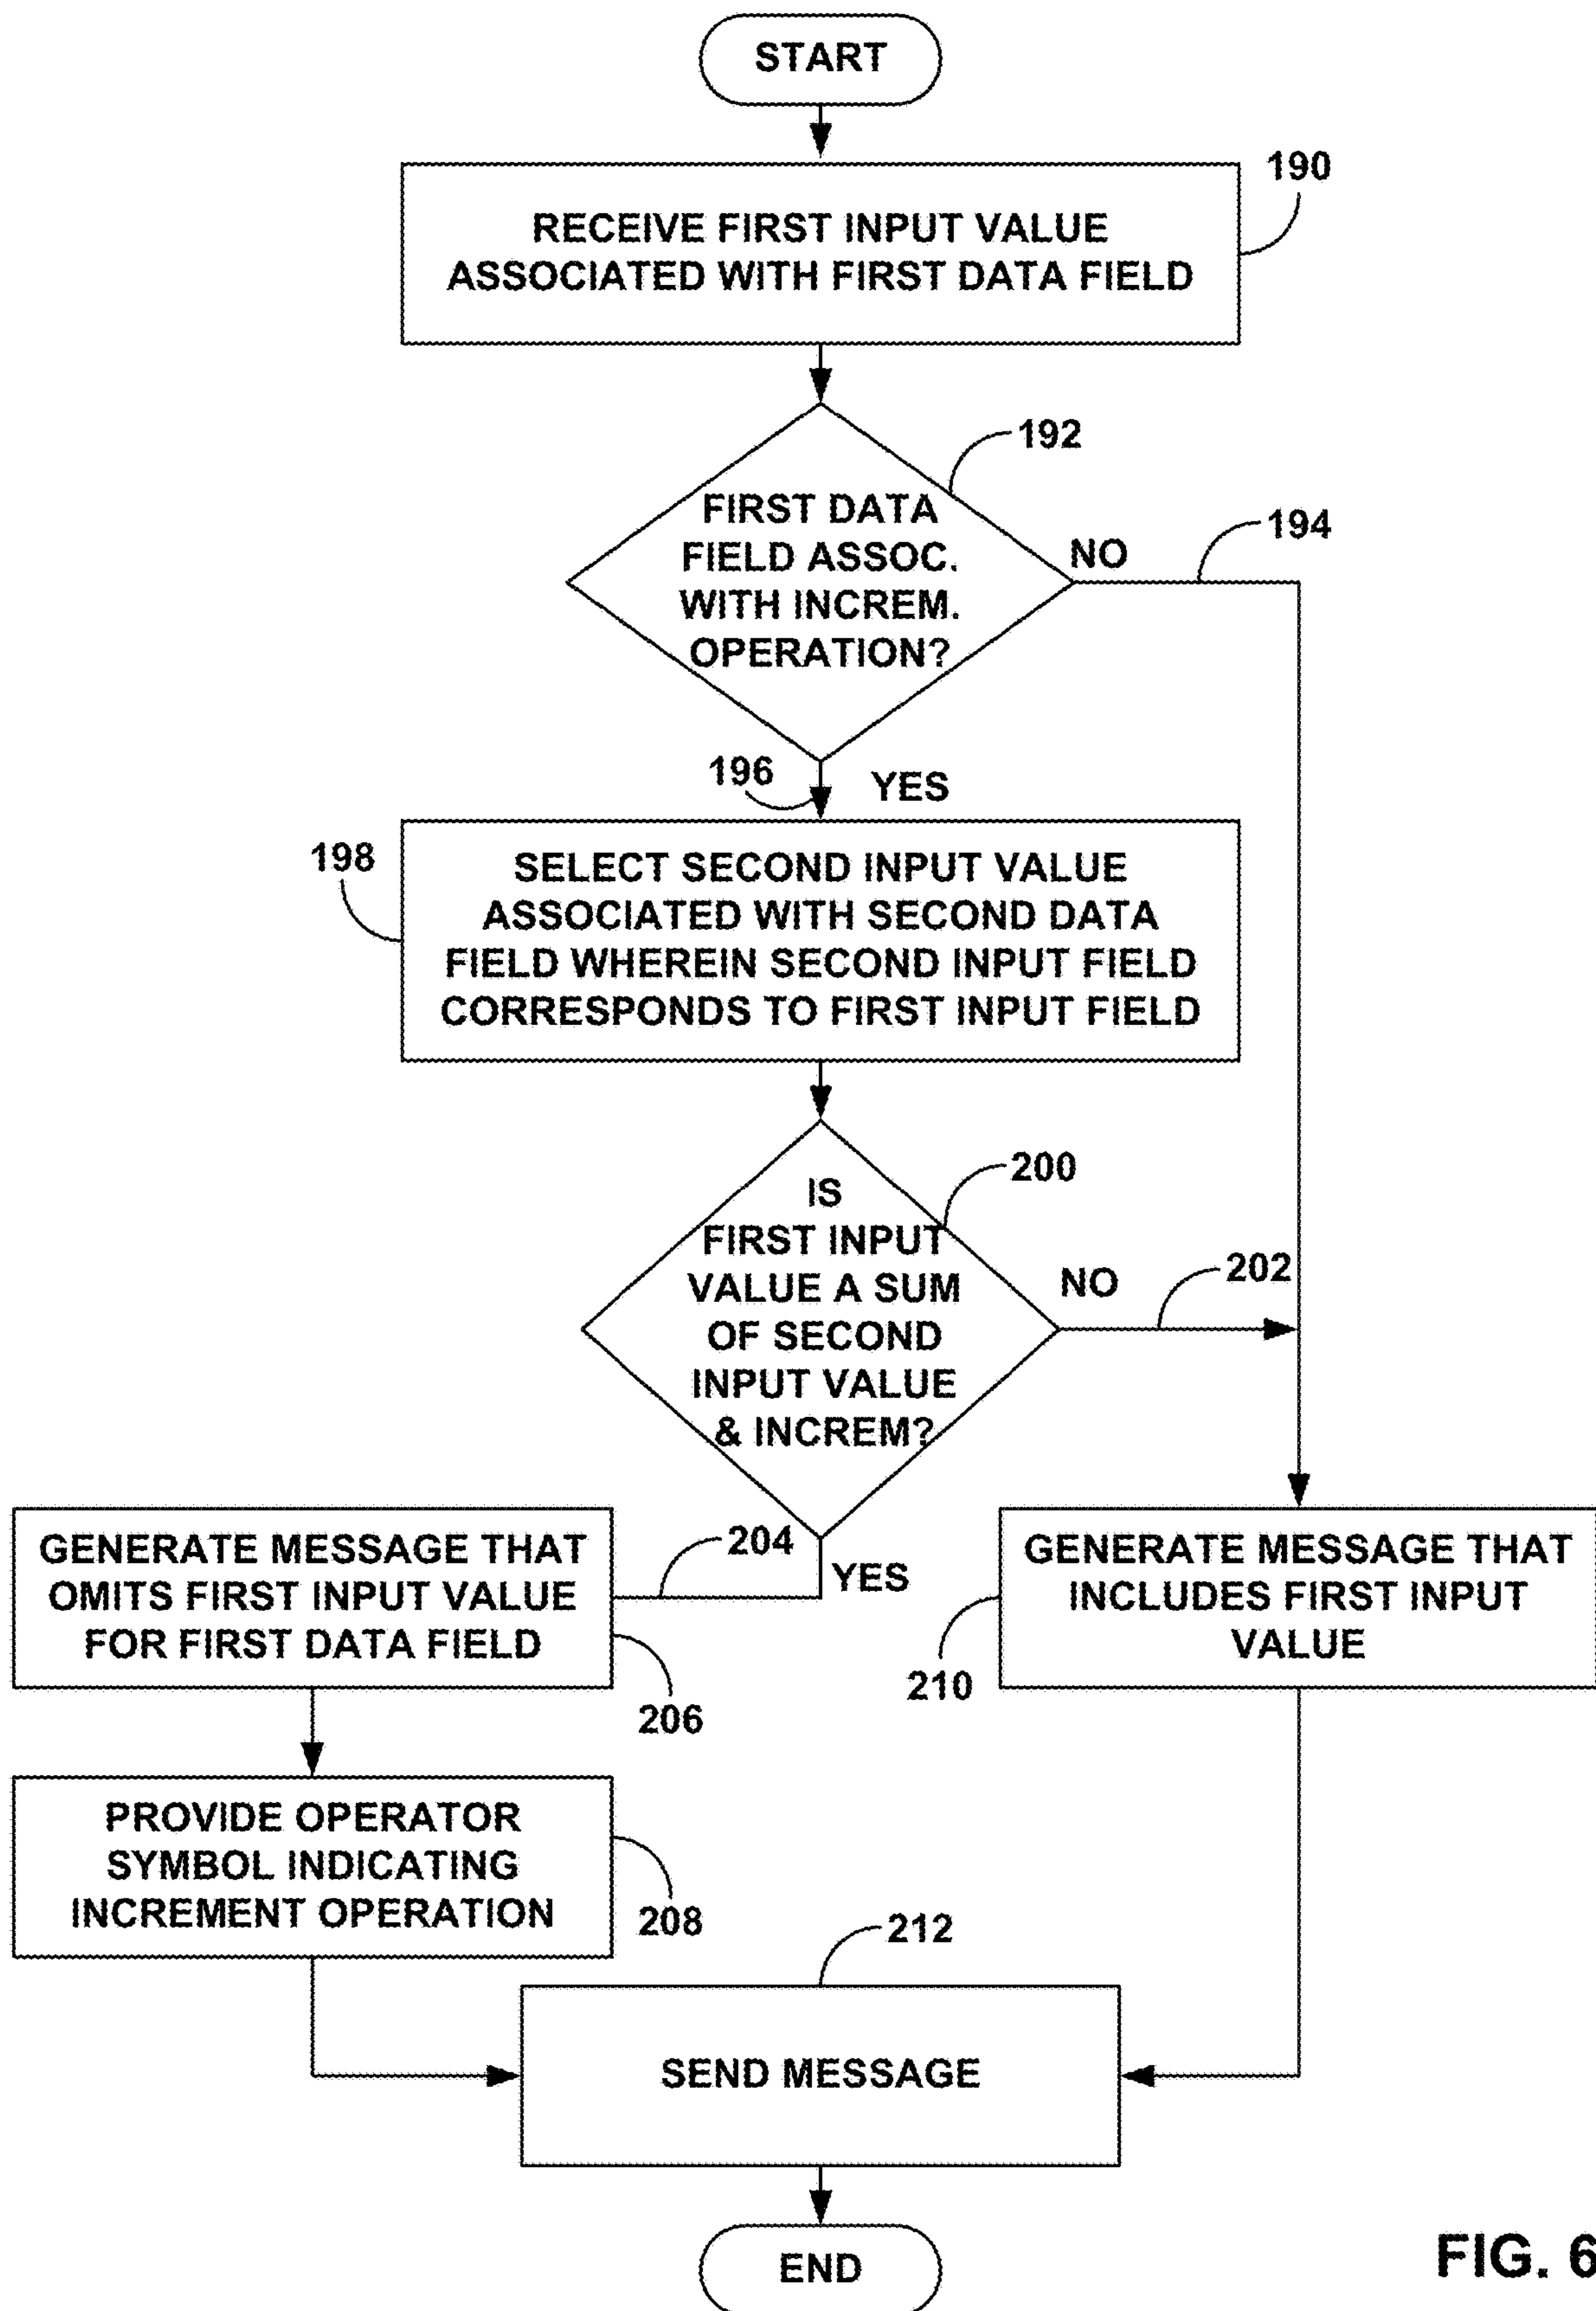 START
190
RECEIVE FIRST INPUT VALUE
ASSOCIATED WITH FIRST DATA FIELD
192
FIRST DATA
FIELD ASSOC.
WITH INCREM.
OPERATION?
NO
194
196
YES
198
SELECT SECOND INPUT VALUE
ASSOCIATED WITH SECOND DATA
FIELD WHEREIN SECOND INPUT FIELD
CORRESPONDS TO FIRST INPUT FIELD
200
IS
FIRST INPUT
VALUE A SUM
OF SECOND
INPUT VALUE
& INCREM?
NO
202
204
YES
GENERATE MESSAGE THAT
OMITS FIRST INPUT VALUE
FOR FIRST DATA FIELD
206
GENERATE MESSAGE THAT
INCLUDES FIRST INPUT
VALUE
210
PROVIDE OPERATOR
SYMBOL INDICATING
INCREMENT OPERATION
208
212
SEND MESSAGE
END
FIG. 6